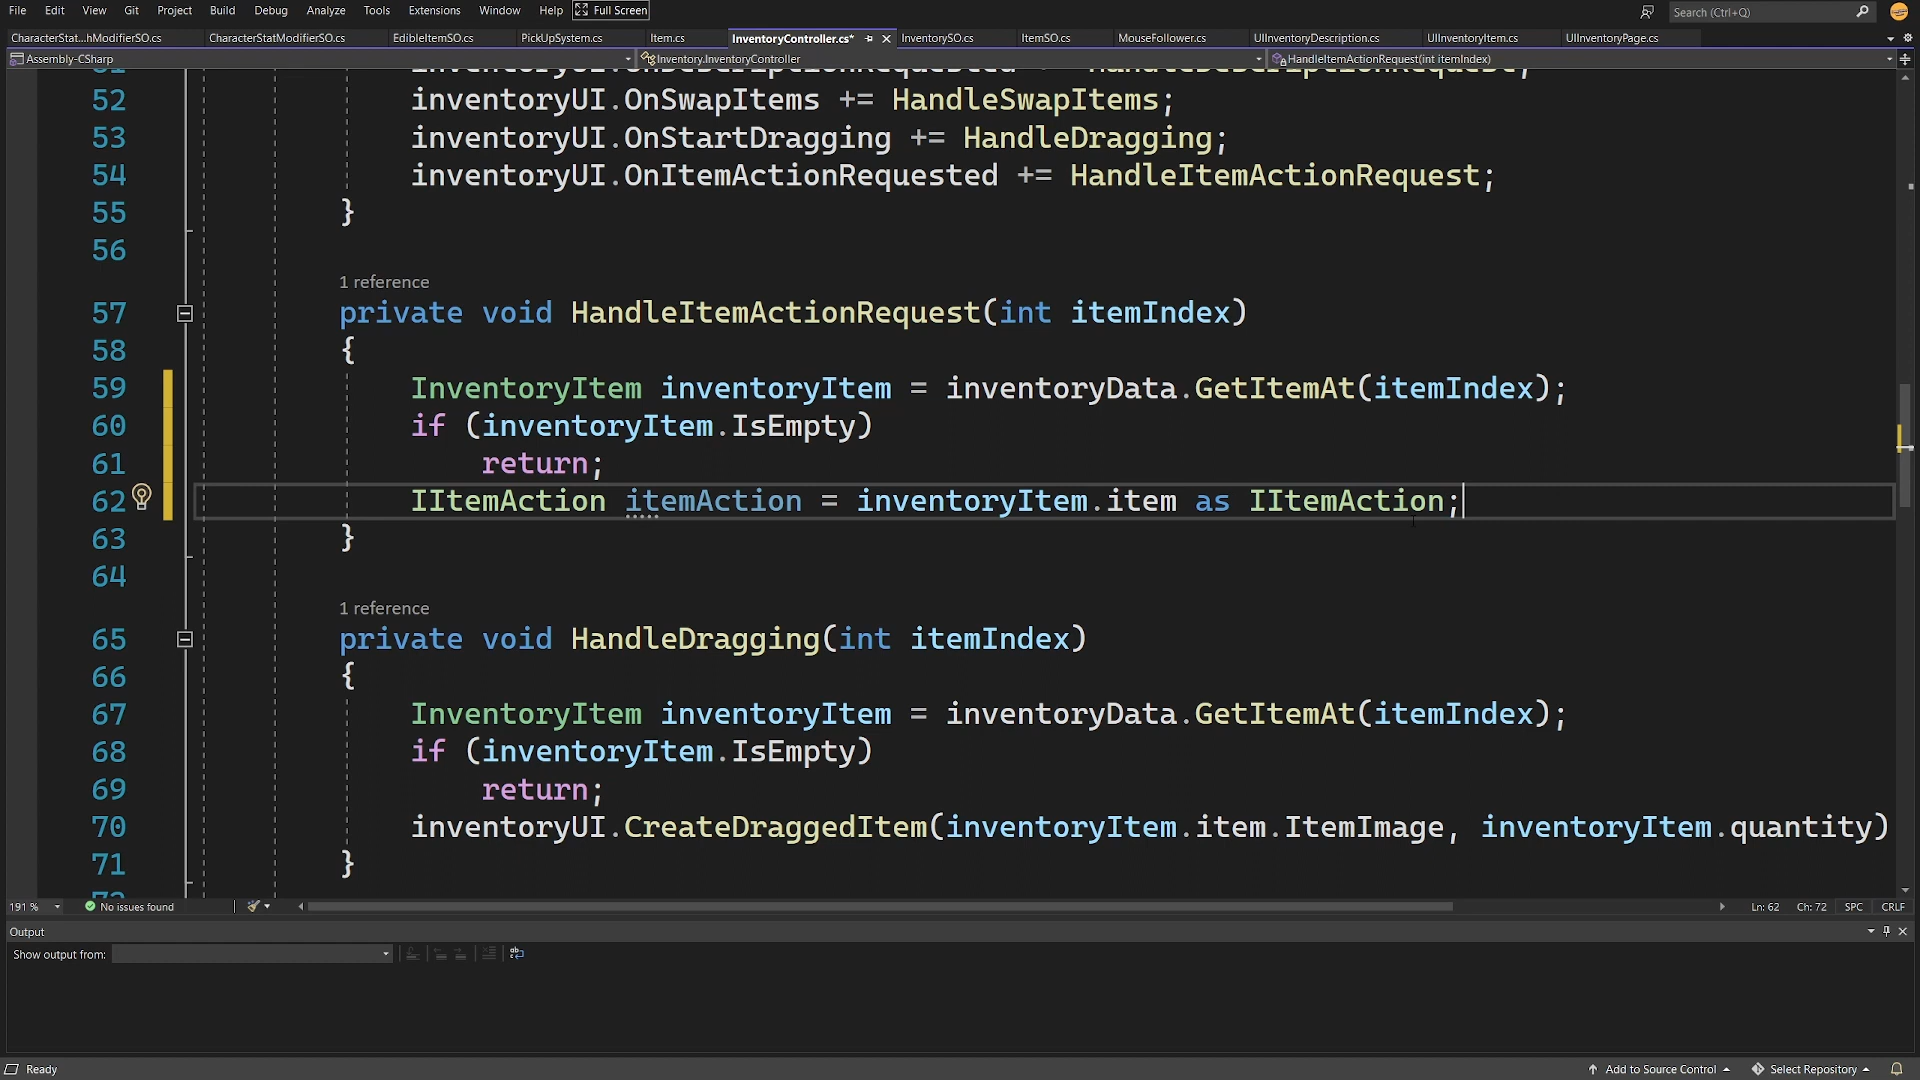 File Edit View Git Project Build Debug Analyze Tools Extensions Window Help Full Screen Search (Ctrl+Q)
CharacterStat...hModifierSO.cs CharacterStatModifierSO.cs EdibleItemSO.cs PickUpSystem.cs Item.cs InventoryController.cs* InventorySO.cs ItemSO.cs MouseFollower.cs UIInventoryDescription.cs UIInventoryItem.cs UIInventoryPage.cs
Assembly-CSharp Inventory.InventoryController HandleItemActionRequest(int itemIndex)
51 inventoryUI.OnDescriptionRequested += HandleDescriptionRequest;
52 inventoryUI.OnSwapItems += HandleSwapItems;
53 inventoryUI.OnStartDragging += HandleDragging;
54 inventoryUI.OnItemActionRequested += HandleItemActionRequest;
55 }
56
1 reference
57 private void HandleItemActionRequest(int itemIndex)
58 {
59 InventoryItem inventoryItem = inventoryData.GetItemAt(itemIndex);
60 if (inventoryItem.IsEmpty)
61 return;
62 IItemAction itemAction = inventoryItem.item as IItemAction;
63 }
64
1 reference
65 private void HandleDragging(int itemIndex)
66 {
67 InventoryItem inventoryItem = inventoryData.GetItemAt(itemIndex);
68 if (inventoryItem.IsEmpty)
69 return;
70 inventoryUI.CreateDraggedItem(inventoryItem.item.ItemImage, inventoryItem.quantity)
71 }
72
191 % No issues found Ln: 62 Ch: 72 SPC CRLF
Output
Show output from:
Ready Add to Source Control Select Repository